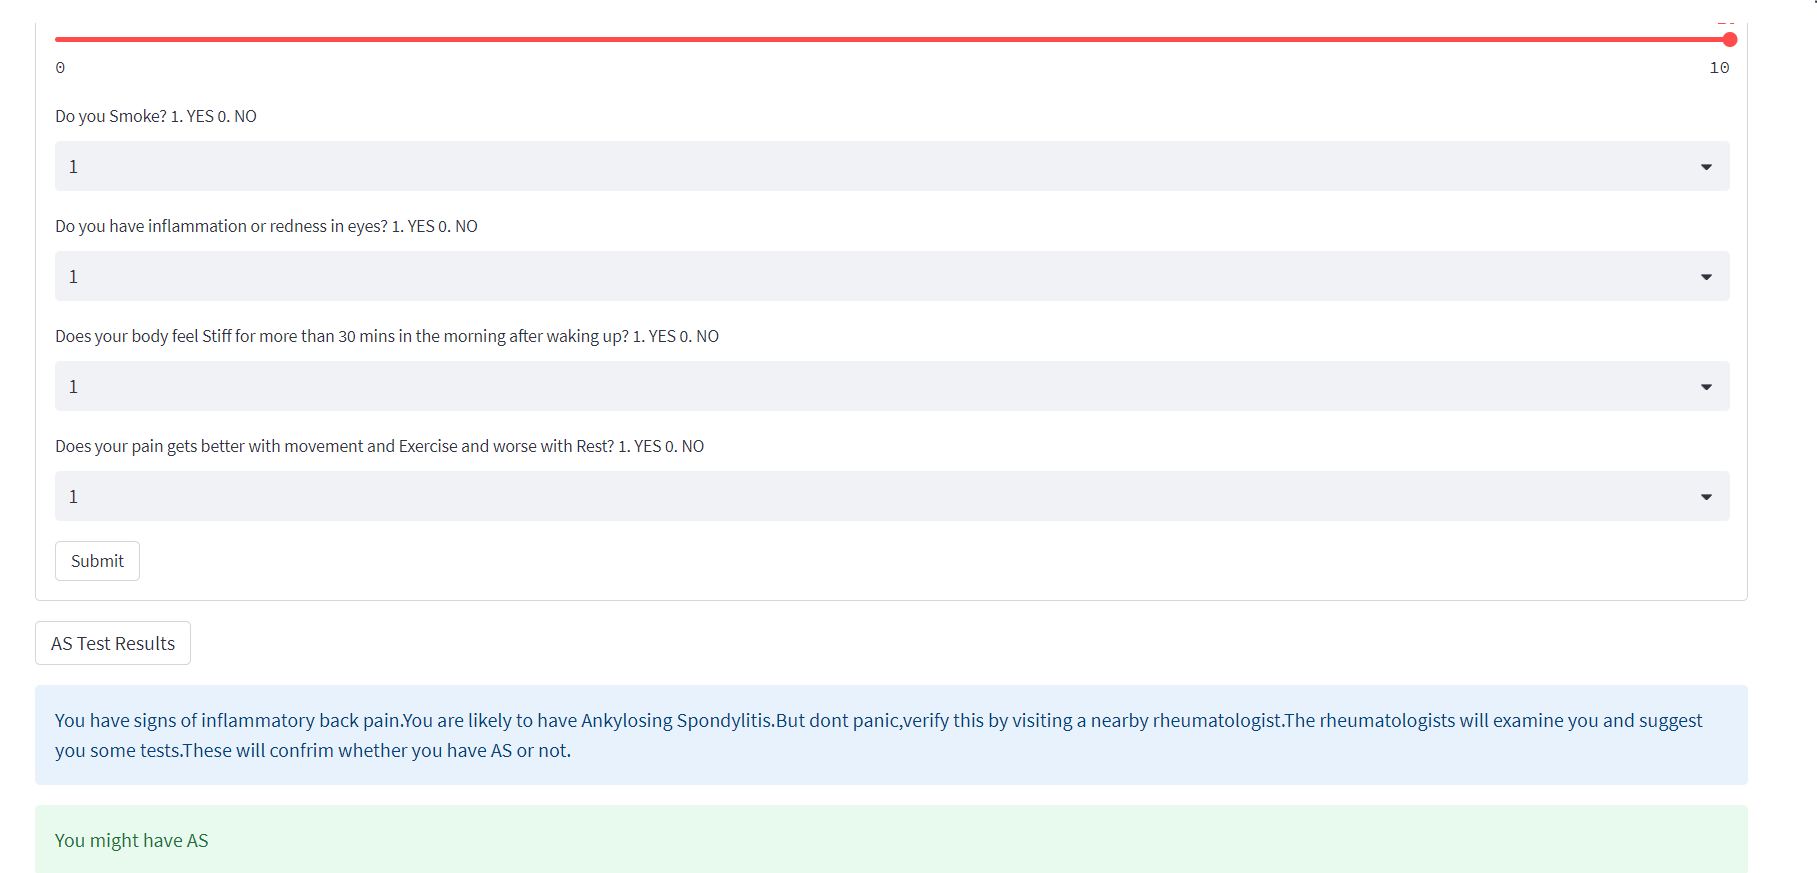 0
10
Do you Smoke? 1. YES 0. NO
1
Do you have inflammation or redness in eyes? 1. YES 0. NO
1
Does your body feel Stiff for more than 30 mins in the morning after waking up? 1. YES 0. NO
1
Does your pain gets better with movement and Exercise and worse with Rest? 1. YES 0. NO
1
Submit
AS Test Results
You have signs of inflammatory back pain.You are likely to have Ankylosing Spondylitis.But dont panic,verify this by visiting a nearby rheumatologist.The rheumatologists will examine you and suggest
you some tests.These will confrim whether you have AS or not.
You might have AS